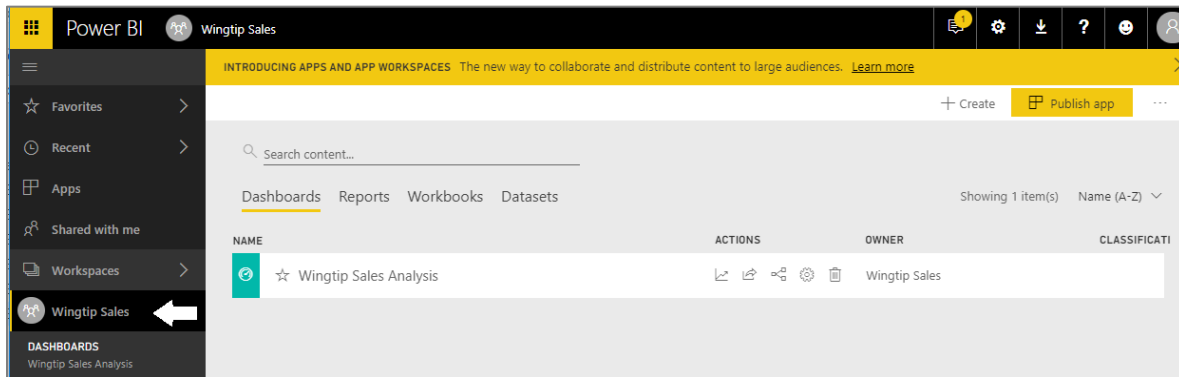 Power BI Wingtip Sales 1 ?
INTRODUCING APPS AND APP WORKSPACES The new way to collaborate and distribute content to large audiences. Learn more
Favorites
Recent
Apps
Shared with me
Workspaces
Wingtip Sales
DASHBOARDS
Wingtip Sales Analysis
+ Create Publish app ...
Search content...
Dashboards Reports Workbooks Datasets Showing 1 item(s) Name (A-Z)
NAME ACTIONS OWNER CLASSIFICATI
Wingtip Sales Analysis Wingtip Sales